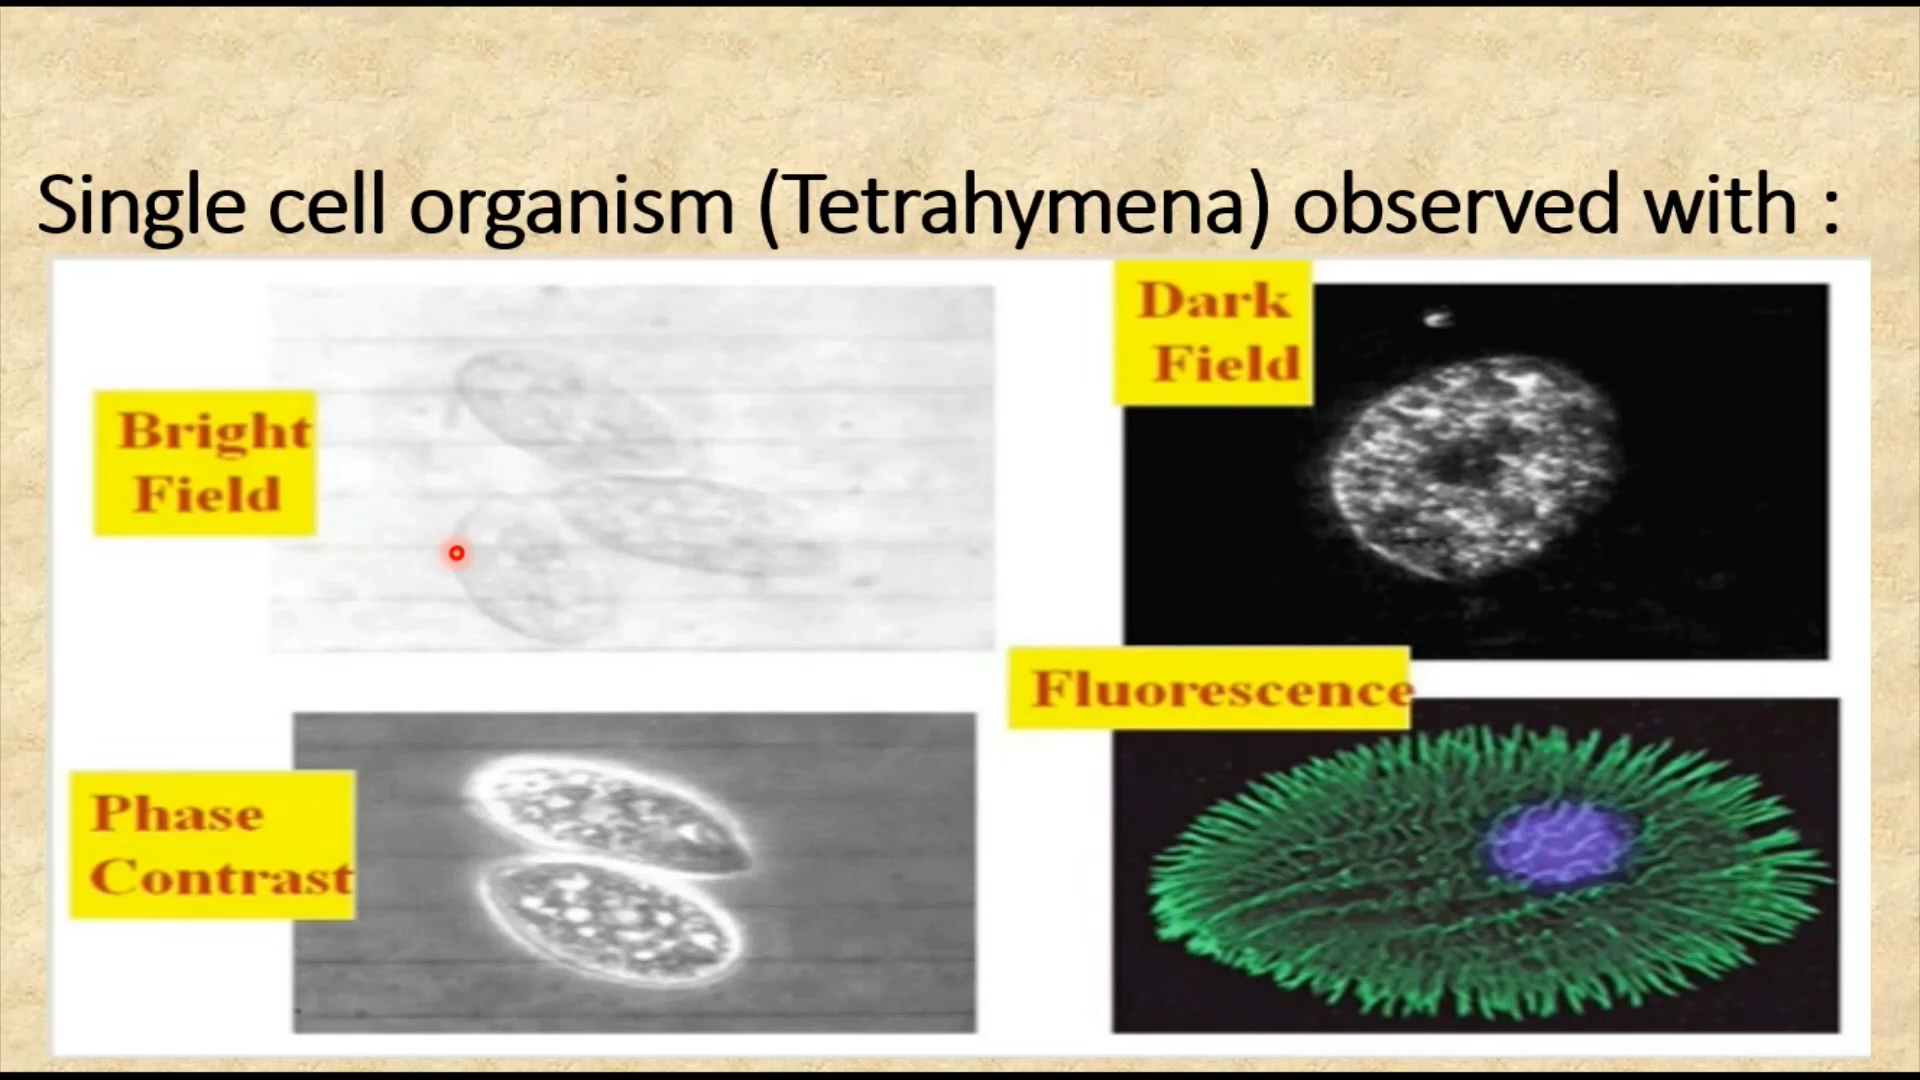 Single cell organism (Tetrahymena) observed with :
Bright
Field
Dark
Field
Phase
Contrast
Fluorescence